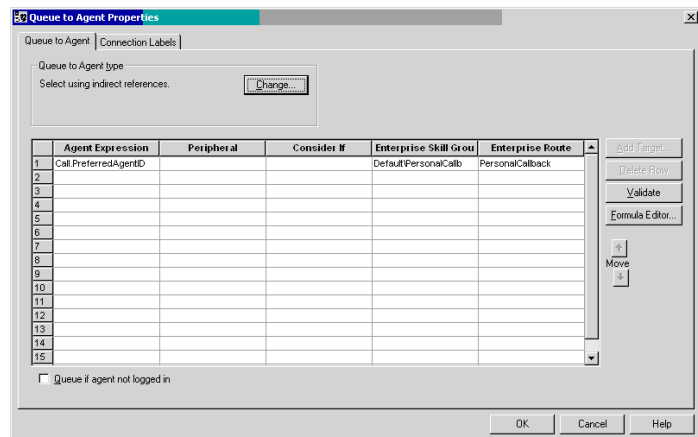 Queue to Agent Properties
Queue to Agent Connection Labels
Queue to Agent type
Select using indirect references.
Change...
Agent Expression Peripheral Consider If Enterprise Skill Grou Enterprise Route
1 Call.PreferredAgentID Default\PersonalCallb PersonalCallback
2
3
4
5
6
7
8
9
10
11
12
13
14
15
Add Target...
Delete Row
Validate
Formula Editor...
Move
Queue if agent not logged in
OK Cancel Help